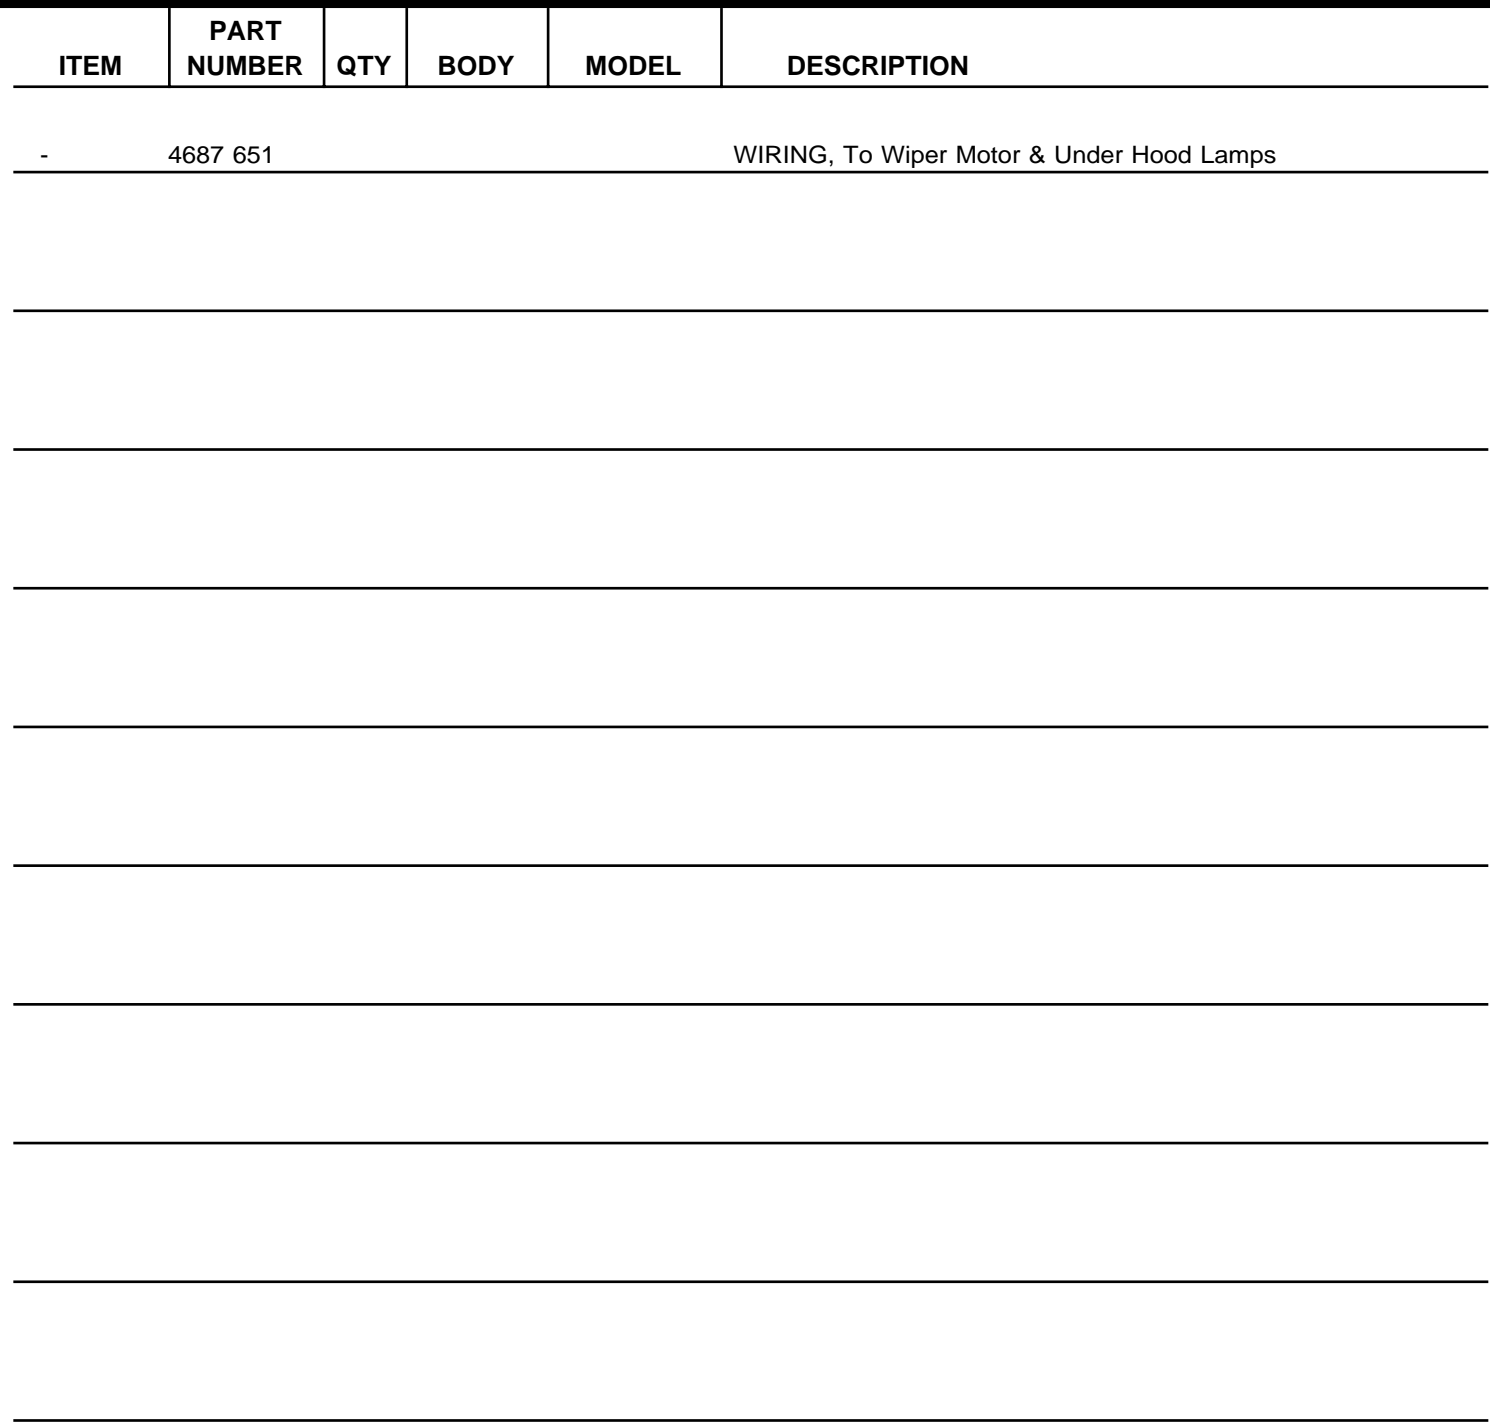 PART
ITEM NUMBER QTY BODY MODEL DESCRIPTION
- 4687 651 WIRING, To Wiper Motor & Under Hood Lamps